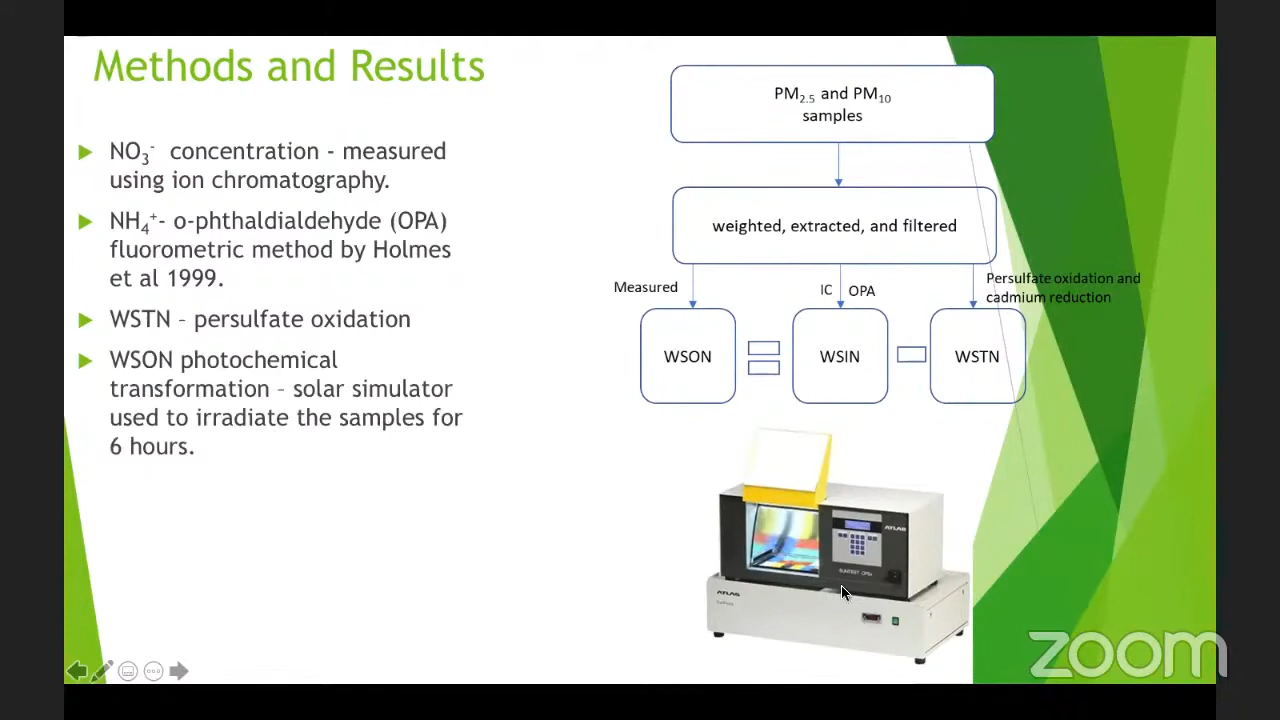 Methods and Results
NO3- concentration - measured
using ion chromatography.
NH4+- o-phthaldialdehyde (OPA)
fluorometric method by Holmes
et al 1999.
WSTN – persulfate oxidation
WSON photochemical
transformation – solar simulator
used to irradiate the samples for
6 hours.
PM2.5 and PM10
samples
weighted, extracted, and filtered
Measured
IC
OPA
Persulfate oxidation and
cadmium reduction
WSON
WSIN
WSTN
ATLAS
SUNTEST CPS+
ATLAS
zoom